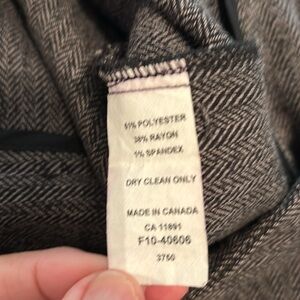 61% POLYESTER
38% RAYON
1% SPANDEX
DRY CLEAN ONLY
MADE IN CANADA
CA 11891
F10-40606
3750